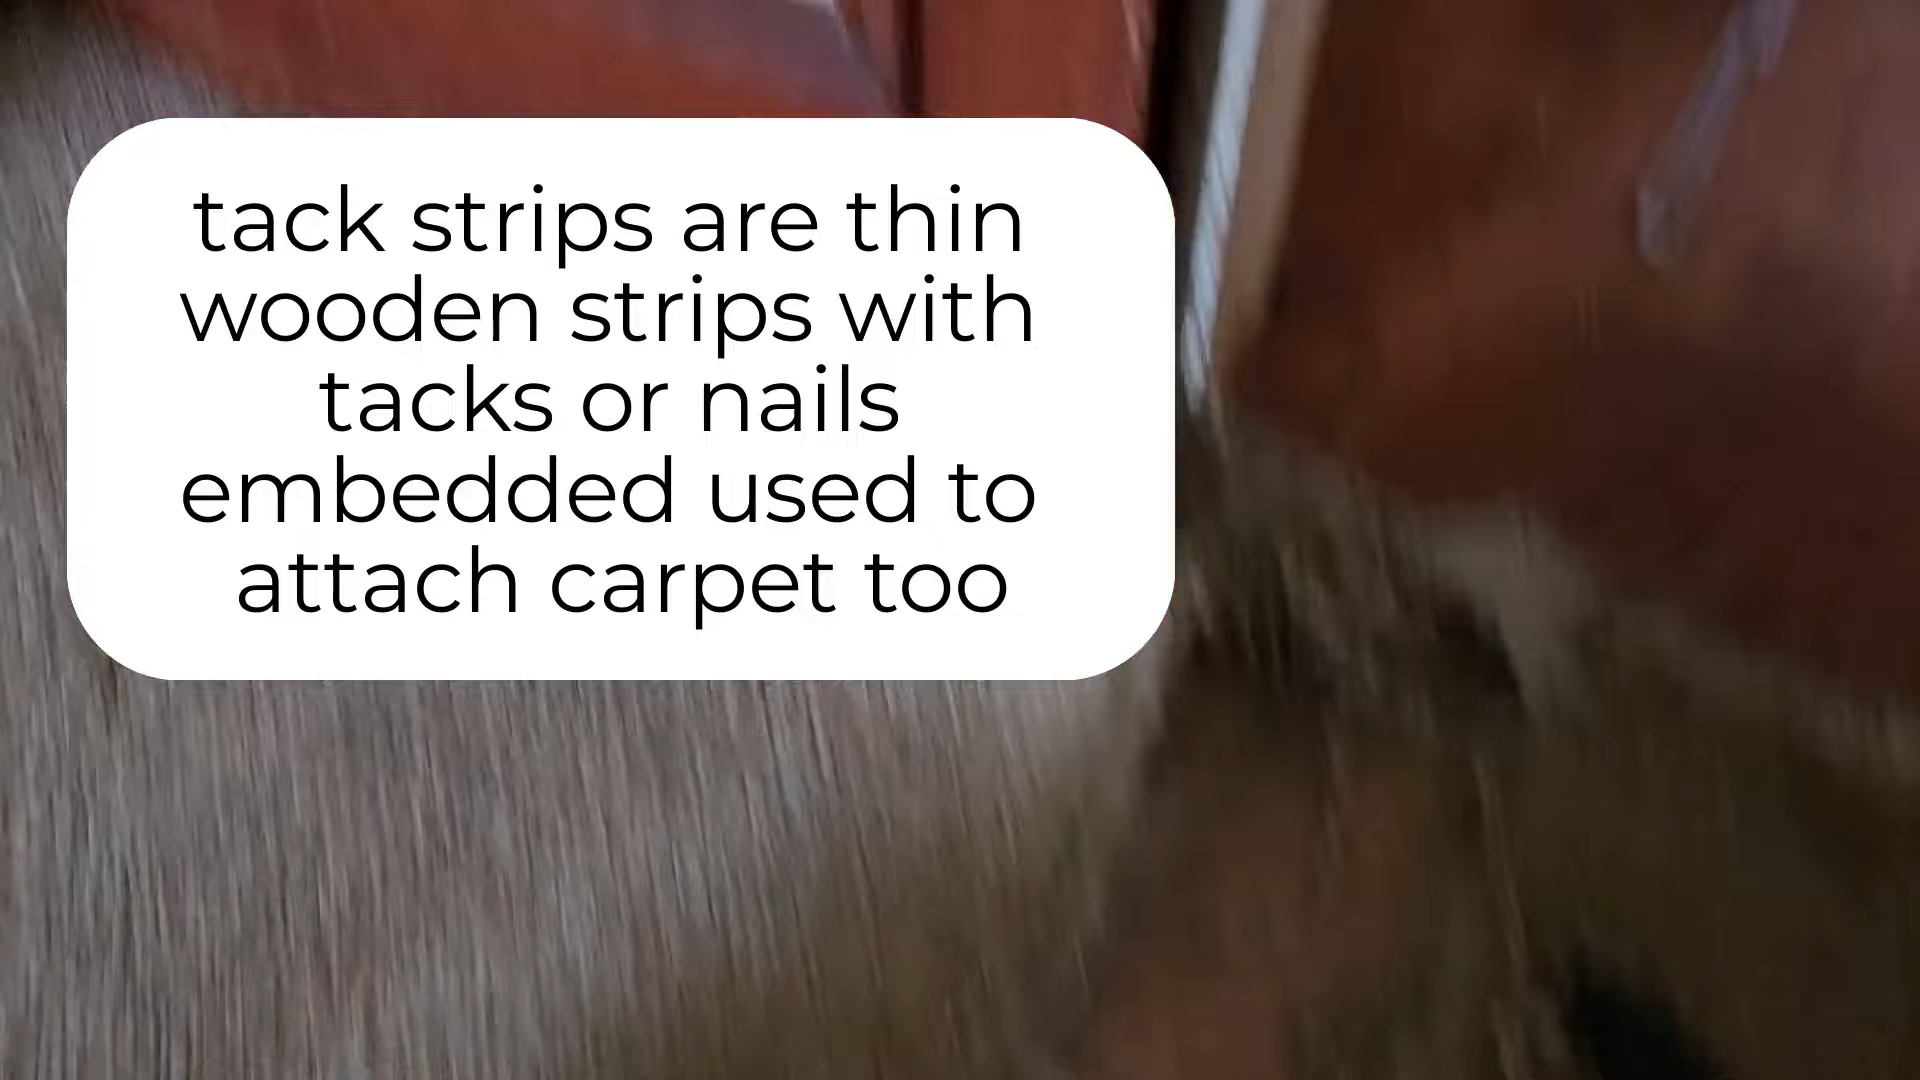 tack strips are thin
wooden strips with
tacks or nails
embedded used to
attach carpet too